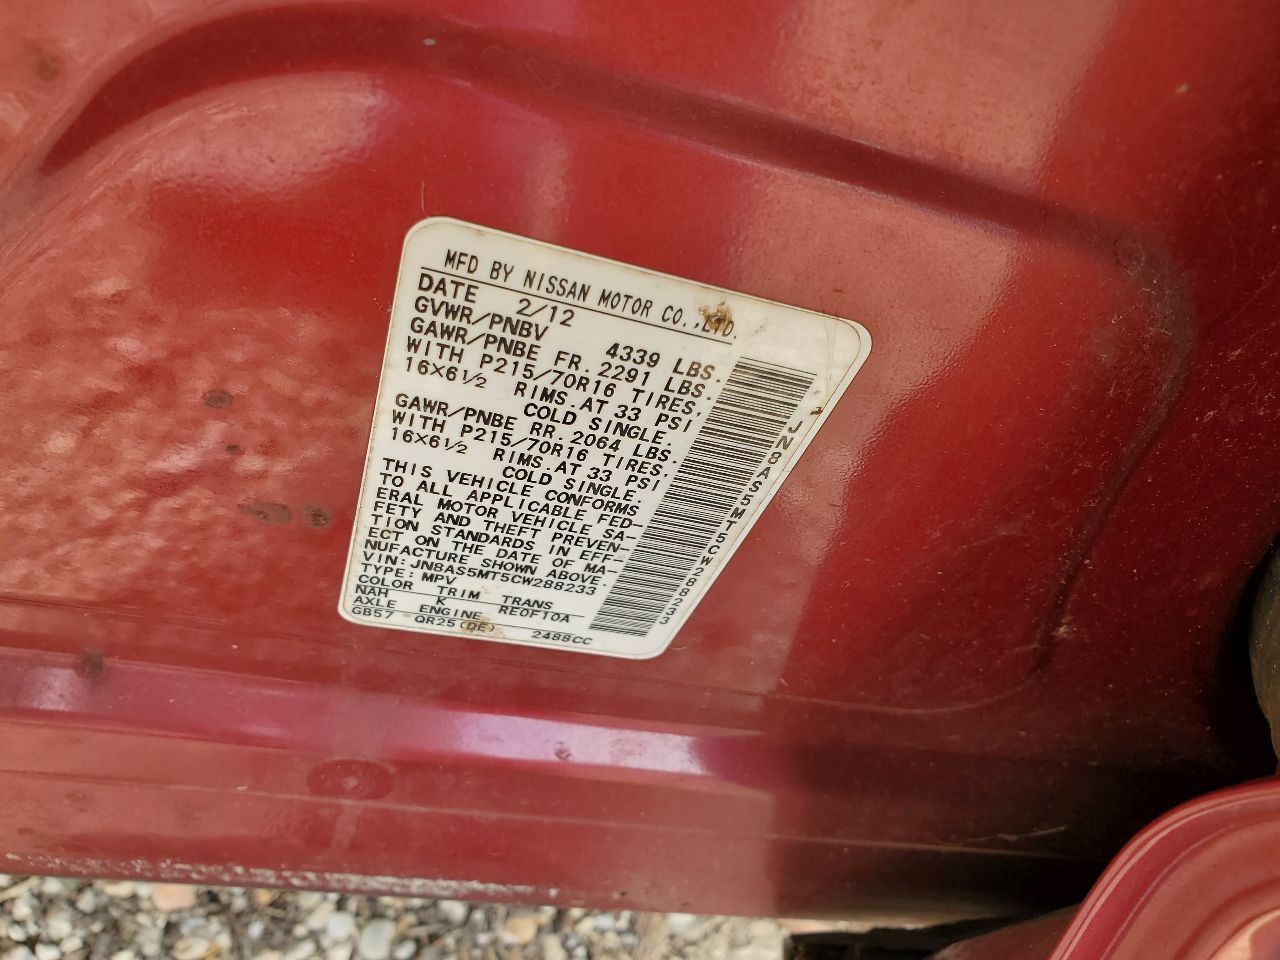 MFD BY NISSAN MOTOR CO.,LTD.
DATE 2/12
GVWR/PNBV 4339 LBS.
GAWR/PNBE FR. 2291 LBS.
WITH P215/70R16 TIRES.
16×6½ RIMS.AT 33 PSI
COLD SINGLE.
GAWR/PNBE RR. 2064 LBS.
WITH P215/70R16 TIRES.
16×6½ RIMS.AT 33 PSI
COLD SINGLE.
THIS VEHICLE CONFORMS
TO ALL APPLICABLE FED-
ERAL MOTOR VEHICLE SA-
FETY AND THEFT PREVEN-
TION STANDARDS IN EFF-
ECT ON THE DATE OF MA-
NUFACTURE SHOWN ABOVE.
VIN:JN8AS5MT5CW288233
TYPE:MPV
COLOR TRIM TRANS
NAH K RE0F10A
AXLE ENGINE
GB57 QR25(DE) 2488CC
JN8AS5MT5CW288233